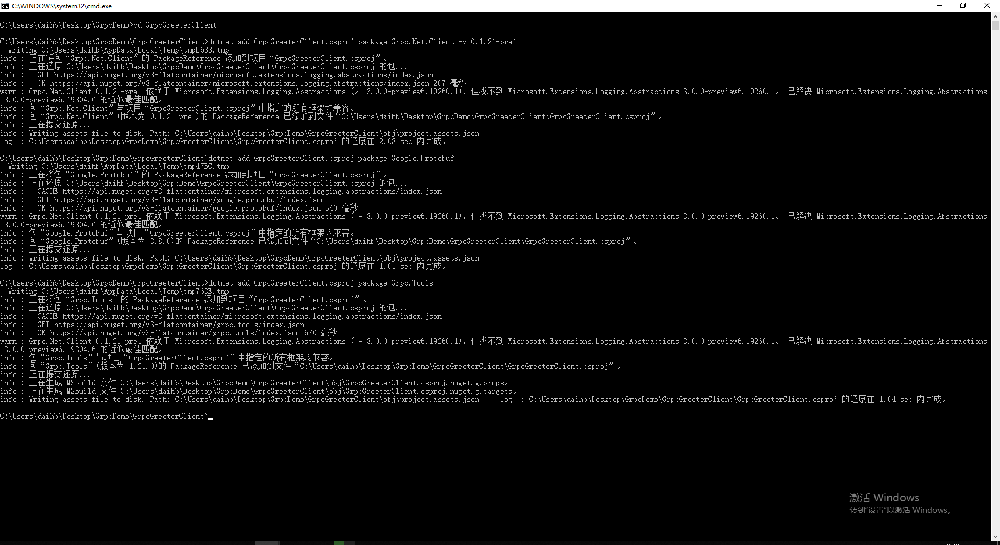 C:\WINDOWS\system32\cmd.exe
C:\Users\daihb\Desktop\GrpcDemo>cd GrpcGreeterClient
C:\Users\daihb\Desktop\GrpcDemo\GrpcGreeterClient>dotnet add GrpcGreeterClient.csproj package Grpc.Net.Client -v 0.1.21-pre1
Writing C:\Users\daihb\AppData\Local\Temp\tmpE633.tmp
info : 正在将包“Grpc.Net.Client”的 PackageReference 添加到项目“GrpcGreeterClient.csproj”。
info : 正在还原 C:\Users\daihb\Desktop\GrpcDemo\GrpcGreeterClient\GrpcGreeterClient.csproj 的包...
info :   GET https://api.nuget.org/v3-flatcontainer/microsoft.extensions.logging.abstractions/index.json
info :   OK https://api.nuget.org/v3-flatcontainer/microsoft.extensions.logging.abstractions/index.json 207 毫秒
warn : Grpc.Net.Client 0.1.21-pre1 依赖于 Microsoft.Extensions.Logging.Abstractions (>= 3.0.0-preview6.19260.1)，但找不到 Microsoft.Extensions.Logging.Abstractions 3.0.0-preview6.19260.1。 已解决 Microsoft.Extensions.Logging.Abstractions
3.0.0-preview6.19304.6 的近似最佳匹配。
info : 包“Grpc.Net.Client”与项目“GrpcGreeterClient.csproj”中指定的所有框架均兼容。
info : 包“Grpc.Net.Client”(版本为 0.1.21-pre1)的 PackageReference 已添加到文件“C:\Users\daihb\Desktop\GrpcDemo\GrpcGreeterClient\GrpcGreeterClient.csproj”。
info : 正在提交还原...
info : Writing assets file to disk. Path: C:\Users\daihb\Desktop\GrpcDemo\GrpcGreeterClient\obj\project.assets.json
log  : C:\Users\daihb\Desktop\GrpcDemo\GrpcGreeterClient\GrpcGreeterClient.csproj 的还原在 2.03 sec 内完成。
C:\Users\daihb\Desktop\GrpcDemo\GrpcGreeterClient>dotnet add GrpcGreeterClient.csproj package Google.Protobuf
Writing C:\Users\daihb\AppData\Local\Temp\tmp47BC.tmp
info : 正在将包“Google.Protobuf”的 PackageReference 添加到项目“GrpcGreeterClient.csproj”。
info : 正在还原 C:\Users\daihb\Desktop\GrpcDemo\GrpcGreeterClient\GrpcGreeterClient.csproj 的包...
info :   CACHE https://api.nuget.org/v3-flatcontainer/microsoft.extensions.logging.abstractions/index.json
info :   GET https://api.nuget.org/v3-flatcontainer/google.protobuf/index.json
info :   OK https://api.nuget.org/v3-flatcontainer/google.protobuf/index.json 540 毫秒
warn : Grpc.Net.Client 0.1.21-pre1 依赖于 Microsoft.Extensions.Logging.Abstractions (>= 3.0.0-preview6.19260.1)，但找不到 Microsoft.Extensions.Logging.Abstractions 3.0.0-preview6.19260.1。 已解决 Microsoft.Extensions.Logging.Abstractions
3.0.0-preview6.19304.6 的近似最佳匹配。
info : 包“Google.Protobuf”与项目“GrpcGreeterClient.csproj”中指定的所有框架均兼容。
info : 包“Google.Protobuf”(版本为 3.8.0)的 PackageReference 已添加到文件“C:\Users\daihb\Desktop\GrpcDemo\GrpcGreeterClient\GrpcGreeterClient.csproj”。
info : 正在提交还原...
info : Writing assets file to disk. Path: C:\Users\daihb\Desktop\GrpcDemo\GrpcGreeterClient\obj\project.assets.json
log  : C:\Users\daihb\Desktop\GrpcDemo\GrpcGreeterClient\GrpcGreeterClient.csproj 的还原在 1.01 sec 内完成。
C:\Users\daihb\Desktop\GrpcDemo\GrpcGreeterClient>dotnet add GrpcGreeterClient.csproj package Grpc.Tools
Writing C:\Users\daihb\AppData\Local\Temp\tmp763E.tmp
info : 正在将包“Grpc.Tools”的 PackageReference 添加到项目“GrpcGreeterClient.csproj”。
info : 正在还原 C:\Users\daihb\Desktop\GrpcDemo\GrpcGreeterClient\GrpcGreeterClient.csproj 的包...
info :   CACHE https://api.nuget.org/v3-flatcontainer/microsoft.extensions.logging.abstractions/index.json
info :   GET https://api.nuget.org/v3-flatcontainer/grpc.tools/index.json
info :   OK https://api.nuget.org/v3-flatcontainer/grpc.tools/index.json 670 毫秒
warn : Grpc.Net.Client 0.1.21-pre1 依赖于 Microsoft.Extensions.Logging.Abstractions (>= 3.0.0-preview6.19260.1)，但找不到 Microsoft.Extensions.Logging.Abstractions 3.0.0-preview6.19260.1。 已解决 Microsoft.Extensions.Logging.Abstractions
3.0.0-preview6.19304.6 的近似最佳匹配。
info : 包“Grpc.Tools”与项目“GrpcGreeterClient.csproj”中指定的所有框架均兼容。
info : 包“Grpc.Tools”(版本为 1.21.0)的 PackageReference 已添加到文件“C:\Users\daihb\Desktop\GrpcDemo\GrpcGreeterClient\GrpcGreeterClient.csproj”。
info : 正在提交还原...
info : 正在生成 MSBuild 文件 C:\Users\daihb\Desktop\GrpcDemo\GrpcGreeterClient\obj\GrpcGreeterClient.csproj.nuget.g.props。
info : 正在生成 MSBuild 文件 C:\Users\daihb\Desktop\GrpcDemo\GrpcGreeterClient\obj\GrpcGreeterClient.csproj.nuget.g.targets。
info : Writing assets file to disk. Path: C:\Users\daihb\Desktop\GrpcDemo\GrpcGreeterClient\obj\project.assets.json     log  : C:\Users\daihb\Desktop\GrpcDemo\GrpcGreeterClient\GrpcGreeterClient.csproj 的还原在 1.04 sec 内完成。
C:\Users\daihb\Desktop\GrpcDemo\GrpcGreeterClient>
激活 Windows
转到“设置”以激活 Windows。